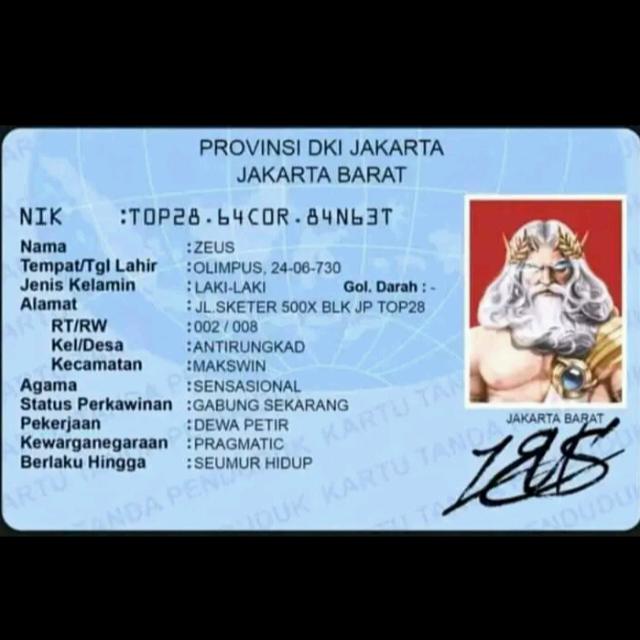 PROVINSI DKI JAKARTA
JAKARTA BARAT
NIK :TOP28.64COR.84N63T
Nama :ZEUS
Tempat/Tgl Lahir :OLIMPUS, 24-06-730
Jenis Kelamin :LAKI-LAKI Gol. Darah : -
Alamat :JL.SKETER 500X BLK JP TOP28
RT/RW :002 / 008
Kel/Desa :ANTIRUNGKAD
Kecamatan :MAKSWIN
Agama :SENSASIONAL
Status Perkawinan :GABUNG SEKARANG
Pekerjaan :DEWA PETIR
Kewarganegaraan :PRAGMATIC
Berlaku Hingga :SEUMUR HIDUP
JAKARTA BARAT
KARTU TANDA PENDUDUK KARTU TANDA PENDUDUK